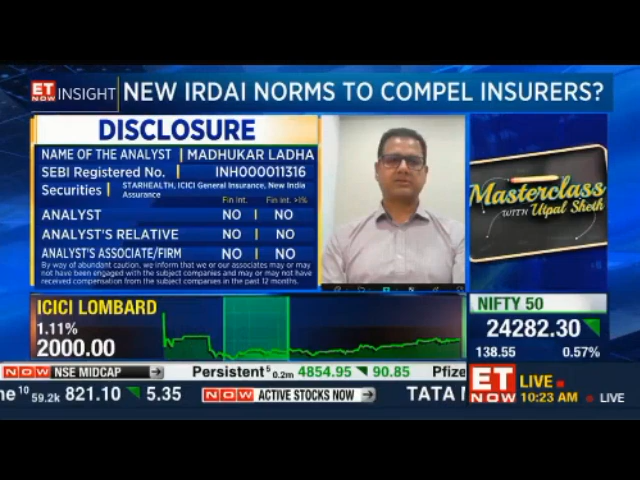 ET NOW INSIGHT NEW IRDAI NORMS TO COMPEL INSURERS?
DISCLOSURE
NAME OF THE ANALYST | MADHUKAR LADHA
SEBI Registered No. | INH000011316
Securities | STARHEALTH, ICICI General Insurance, New India Assurance
Fin Int. Fin Int. >1%
ANALYST NO | NO
ANALYST'S RELATIVE NO | NO
ANALYST'S ASSOCIATE/FIRM NO | NO
By way of abundant caution, we inform that we or our associates may or may
not have been engaged with the subject companies and may or may not have
received compensation from the subject companies in the past 12 months.
Masterclass
WITH Utpal Sheth
ICICI LOMBARD
1.11%
2000.00
NIFTY 50
24282.30
138.55 0.57%
NOW NSE MIDCAP Persistent 5 0.2m 4854.95 90.85 Pfize
ne 10 59.2k 821.10 5.35 NOW ACTIVE STOCKS NOW TATA
ET NOW LIVE
10:23 AM LIVE